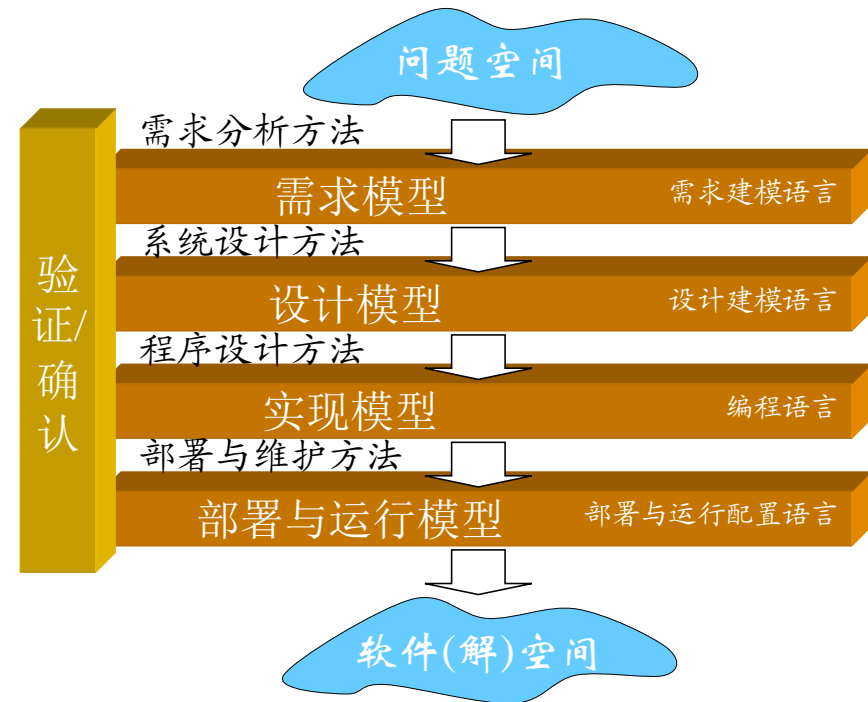 问题空间
需求分析方法
需求模型
需求建模语言
系统设计方法
设计模型
设计建模语言
程序设计方法
实现模型
编程语言
部署与维护方法
部署与运行模型
部署与运行配置语言
验
证/
确
认
软件(解)空间